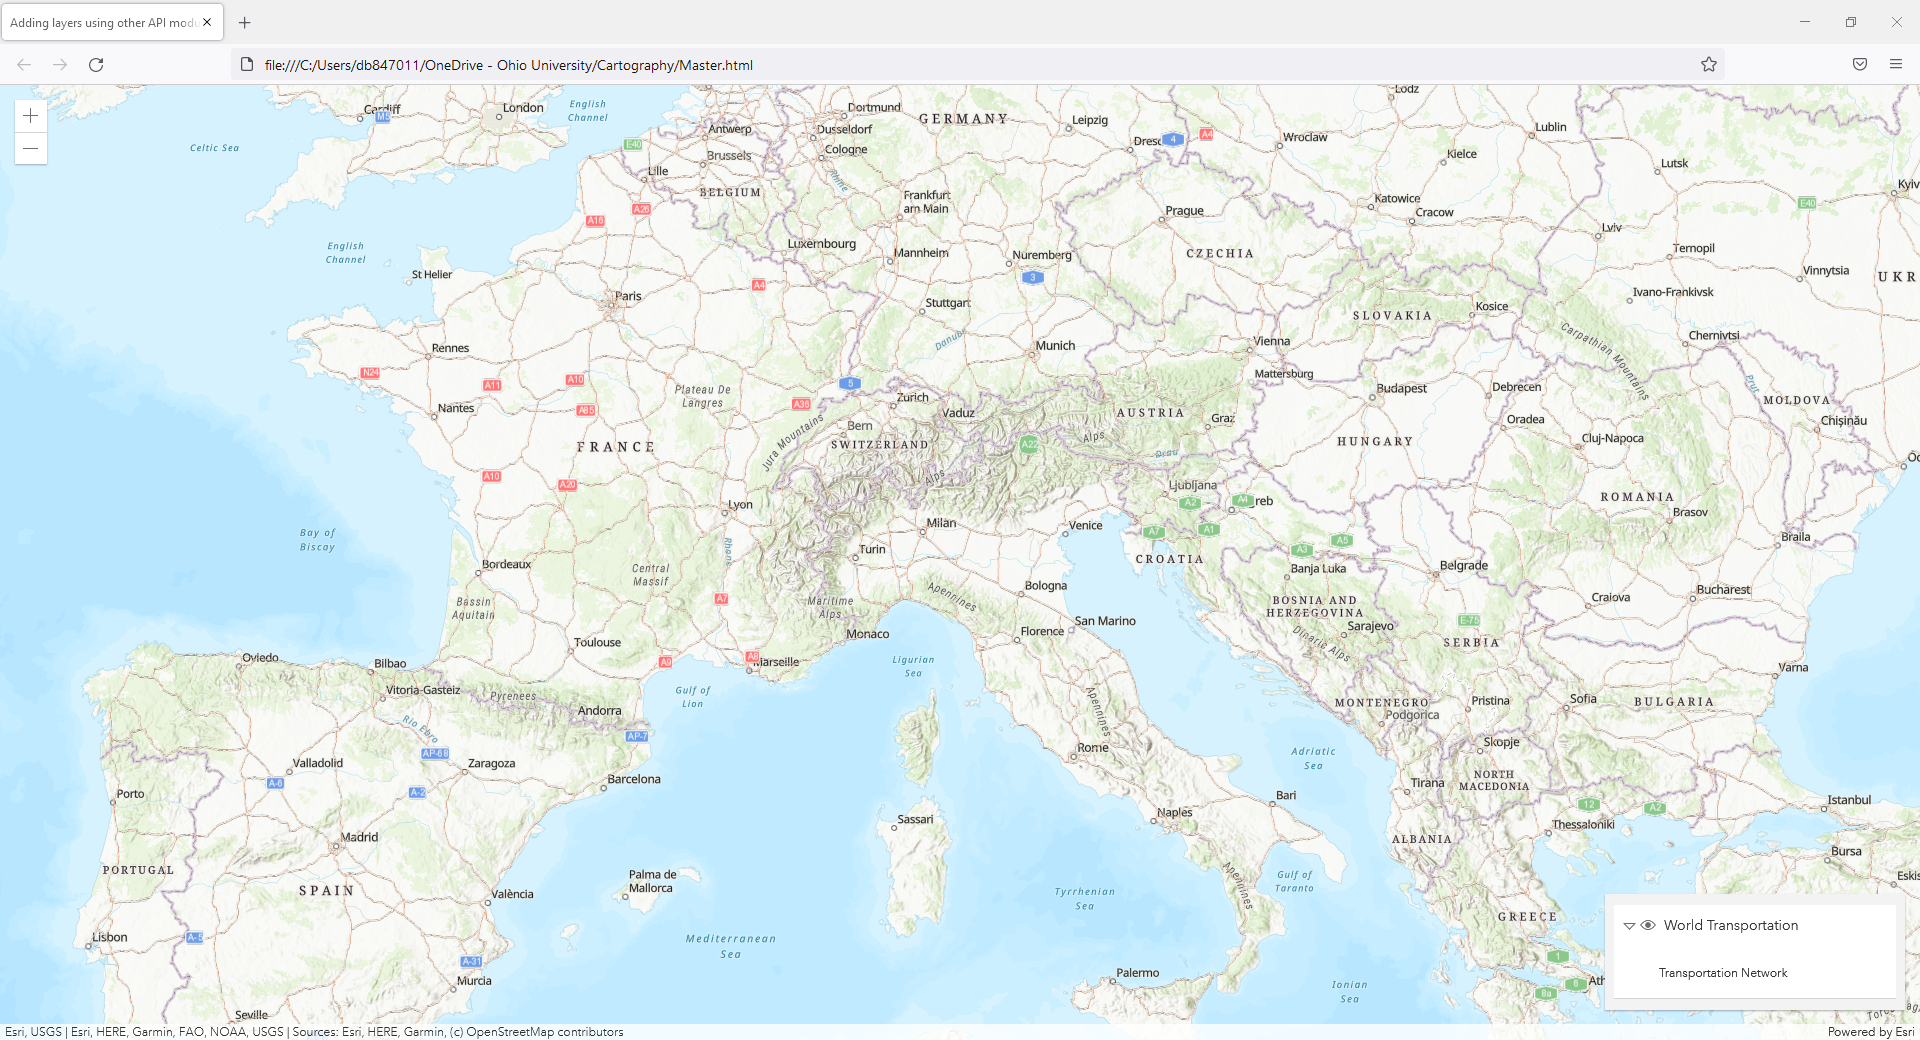 Adding layers using other API modu
file:///C:/Users/db847011/OneDrive - Ohio University/Cartography/Master.html
Cardiff
M5
London
English
Channel
Celtic Sea
E40
Antwerp
Dortmund
Dusseldorf
Cologne
GERMANY
Leipzig
4
A4
Lodz
Wroclaw
Lublin
Kielce
Lutsk
Kyiv
Brussels
Lille
BELGIUM
Rhine
Frankfurt
am Main
Katowice
Cracow
Prague
E40
A26
A16
Lviv
English
Channel
Luxembourg
Mannheim
Nuremberg
3
CZECHIA
Ternopil
Vinnytsia
UKR
St Helier
A4
Paris
Stuttgart
Ivano-Frankivsk
SLOVAKIA
Kosice
Carpathian Mountains
Chernivtsi
Rennes
Danube
Munich
Vienna
Mattersburg
N24
A11
A10
5
Plateau De
Langres
A36
A85
Nantes
Zurich
Vaduz
AUSTRIA
Graz
Budapest
Debrecen
Oradea
Prut
MOLDOVA
Chișinău
Bern
SWITZERLAND
Jura Mountains
A22
Alps
HUNGARY
Cluj-Napoca
FRANCE
Drau
Alps
A10
A20
Ljubljana
A2
A4
reb
ROMANIA
Brasov
Lyon
Milan
Venice
A7
A1
A5
A3
Bay of
Biscay
Rhone
Turin
CROATIA
Braila
Bordeaux
Central
Massif
Bologna
Banja Luka
Belgrade
Bucharest
Craiova
Bassin
Aquitain
A7
Maritime
Alps
Apennines
BOSNIA AND
HERZEGOVINA
Sarajevo
E-75
SERBIA
San Marino
Florence
Monaco
Toulouse
Dinaric Alps
Oviedo
Bilbao
A9
A8
Marseille
Ligurian
Sea
Varna
Vitoria-Gasteiz
Pyrenees
Gulf of
Lion
Apennines
Andorra
MONTENEGRO
Podgorica
Pristina
Sofia
BULGARIA
Rio Ebro
AP-7
AP-68
Rome
Adriatic
Sea
Skopje
NORTH
MACEDONIA
Valladolid
Zaragoza
A-6
A-2
Barcelona
Tirana
Porto
Bari
12
A2
Istanbul
Naples
Sassari
Thessaloniki
Madrid
ALBANIA
Bursa
PORTUGAL
SPAIN
Palma de
Mallorca
València
Tyrrhenian
Sea
Apennines
Gulf of
Taranto
Eskis
GREECE
Lisbon
A-5
Mediterranean
Sea
World Transportation
A-31
Murcia
Palermo
Ionian
Sea
1
8a
8
Ath
Transportation Network
Seville
Esri, USGS | Esri, HERE, Garmin, FAO, NOAA, USGS | Sources: Esri, HERE, Garmin, (c) OpenStreetMap contributors
Powered by Esri